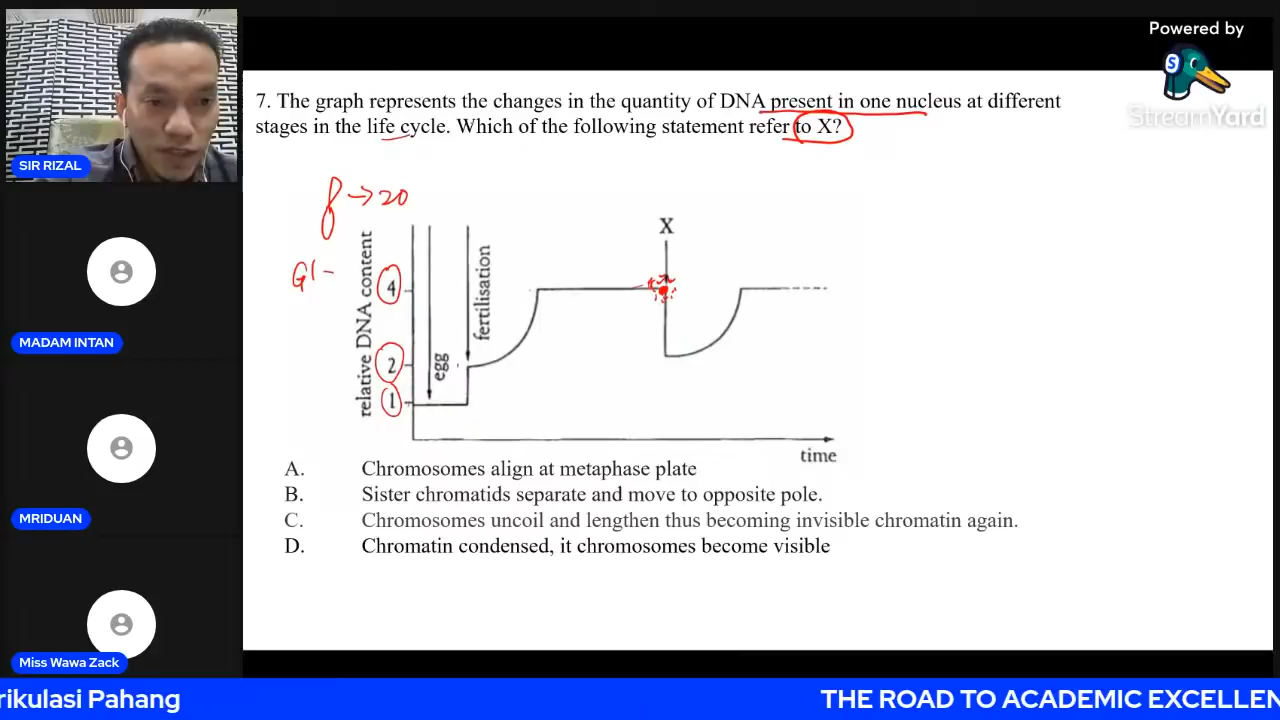 Powered by
S
StreamYard
7. The graph represents the changes in the quantity of DNA present in one nucleus at different
stages in the life cycle. Which of the following statement refer to X?
SIR RIZAL
→ 20
G1 -
X
relative DNA content
4
2
1
egg
fertilisation
time
MADAM INTAN
A. Chromosomes align at metaphase plate
B. Sister chromatids separate and move to opposite pole.
C. Chromosomes uncoil and lengthen thus becoming invisible chromatin again.
D. Chromatin condensed, it chromosomes become visible
MRIDUAN
Miss Wawa Zack
rikulasi Pahang
THE ROAD TO ACADEMIC EXCELLEN